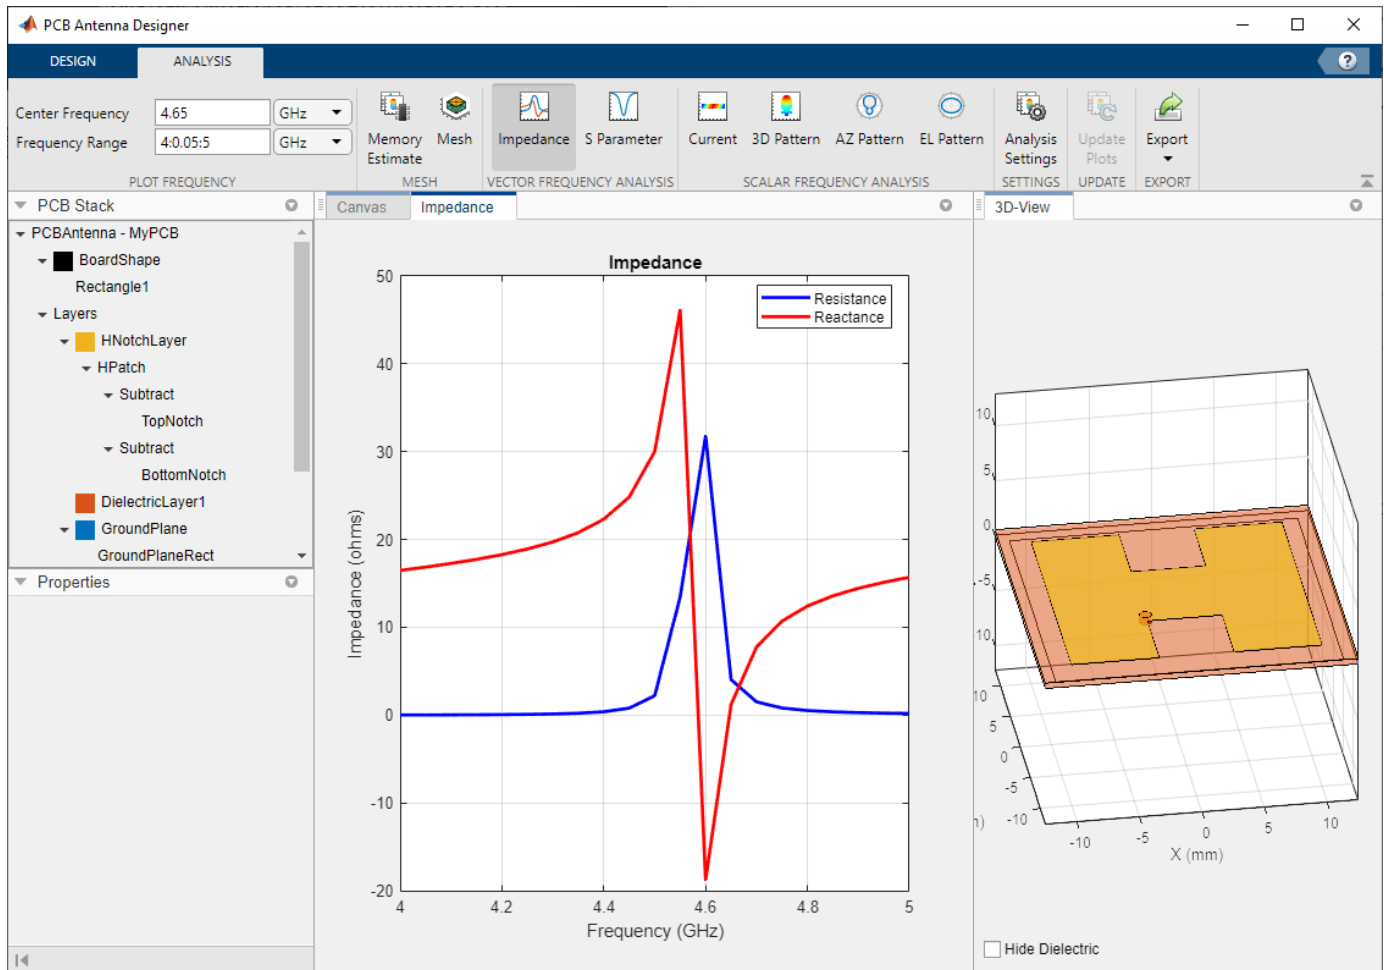 PCB Antenna Designer
DESIGN
ANALYSIS
?
Center Frequency
4.65
GHz
Frequency Range
4:0.05:5
GHz
PLOT FREQUENCY
Memory
Estimate
Mesh
MESH
Impedance
S Parameter
VECTOR FREQUENCY ANALYSIS
Current
3D Pattern
AZ Pattern
EL Pattern
SCALAR FREQUENCY ANALYSIS
Analysis
Settings
SETTINGS
Update
Plots
UPDATE
Export
EXPORT
PCB Stack
PCBAntenna - MyPCB
BoardShape
Rectangle1
Layers
HNotchLayer
HPatch
Subtract
TopNotch
Subtract
BottomNotch
DielectricLayer1
GroundPlane
GroundPlaneRect
Properties
Canvas
Impedance
Impedance
50
40
30
20
10
0
-10
-20
4
4.2
4.4
4.6
4.8
5
Impedance (ohms)
Frequency (GHz)
Resistance
Reactance
3D-View
10
5
0
-5
10
10
5
0
-5
-10
-10
-5
0
5
10
X (mm)
Hide Dielectric